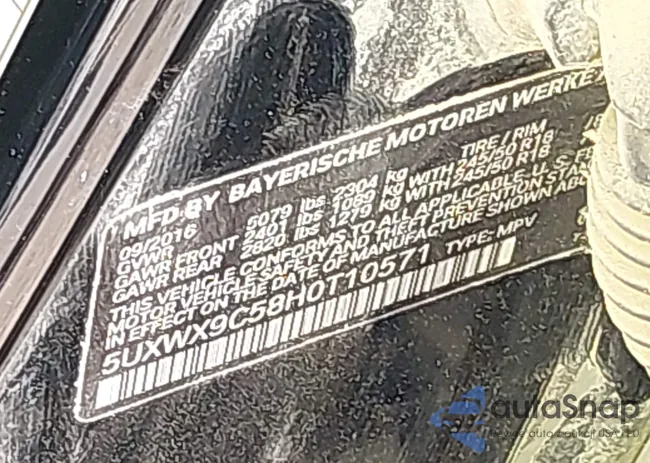 MFD BY BAYERISCHE MOTOREN WERKE
09/2016 TIRE / RIM
GVWR 5079 lbs 2304 kg
GAWR FRONT 2401 lbs 1089 kg WITH 245/50 R18
GAWR REAR 2820 lbs 1279 kg WITH 245/50 R18
THIS VEHICLE CONFORMS TO ALL APPLICABLE U. S. FE
MOTOR VEHICLE SAFETY AND THEFT PREVENTION STAN
IN EFFECT ON THE DATE OF MANUFACTURE SHOWN ABO
5UXWX9C58H0T10571 TYPE: MPV
autoSnap